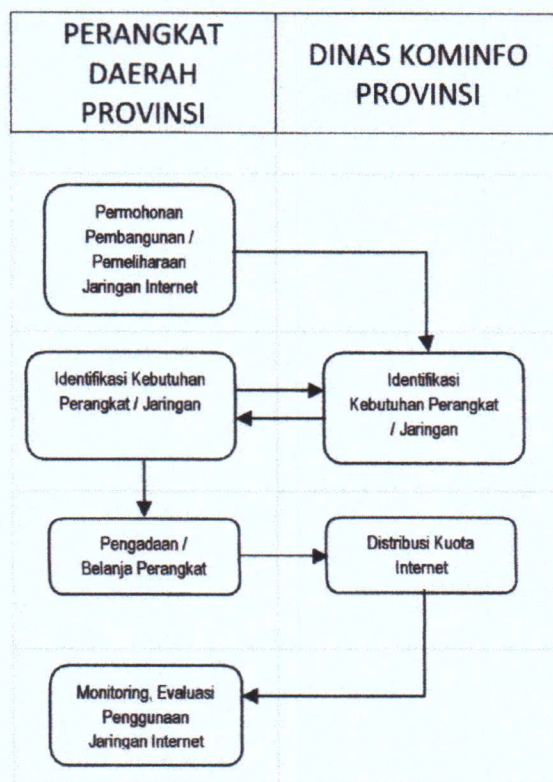 PERANGKAT
DAERAH
PROVINSI
DINAS KOMINFO
PROVINSI
Permohonan
Pembangunan /
Pemeliharaan
Jaringan Internet
Identifikasi Kebutuhan
Perangkat / Jaringan
Identifikasi
Kebutuhan Perangkat
/ Jaringan
Pengadaan /
Belanja Perangkat
Distribusi Kuota
Internet
Monitoring, Evaluasi
Penggunaan
Jaringan Internet